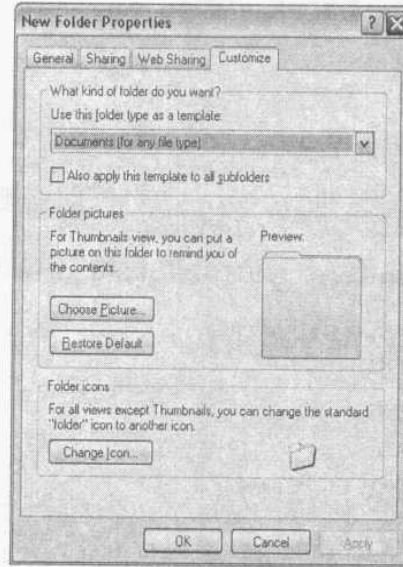 New Folder Properties
General Sharing Web Sharing Customize
What kind of folder do you want?
Use this folder type as a template:
Documents (for any file type)
Also apply this template to all subfolders
Folder pictures
For Thumbnails view, you can put a
picture on this folder to remind you of
the contents.
Preview:
Choose Picture...
Restore Default
Folder icons
For all views except Thumbnails, you can change the standard
"folder" icon to another icon.
Change Icon...
OK Cancel Apply